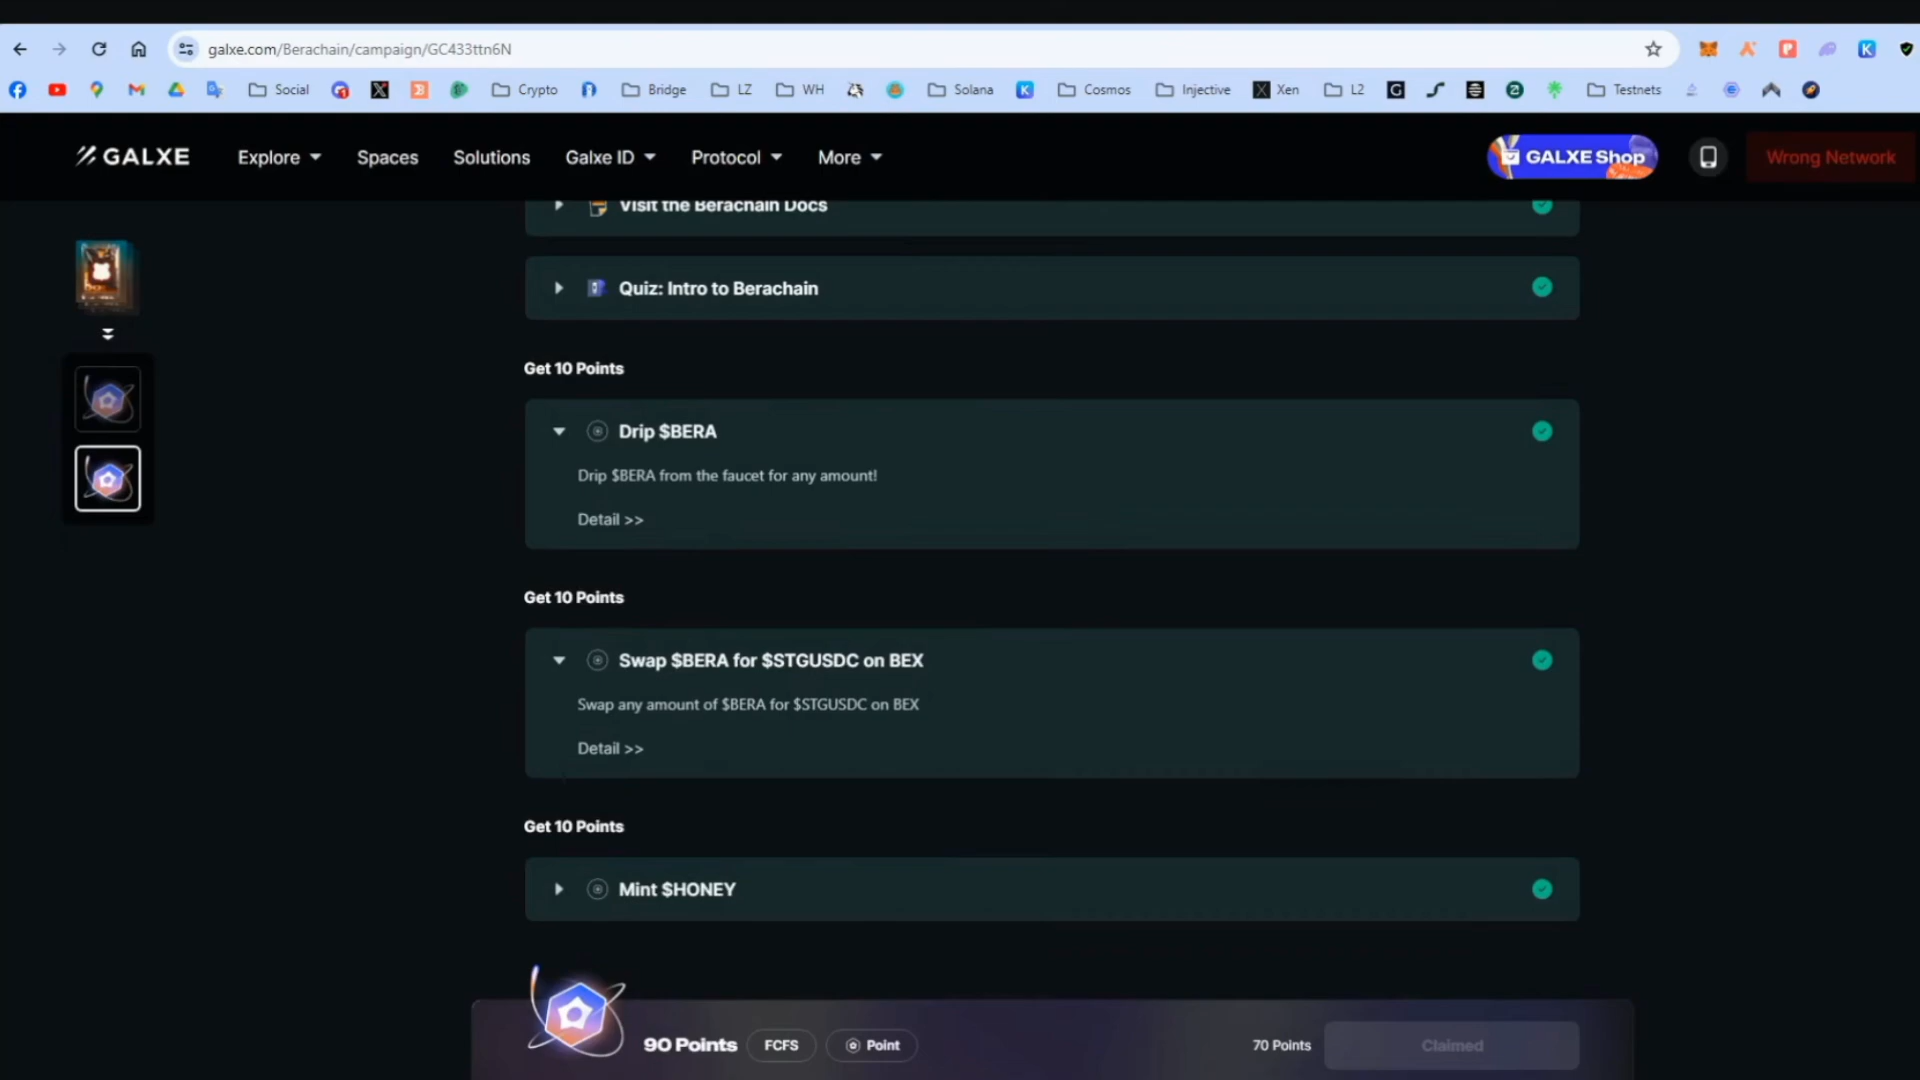 galxe.com/Berachain/campaign/GC433ttn6N
Social
Crypto
Bridge
LZ
WH
Solana
Cosmos
Injective
Xen
L2
Testnets
GALXE
Explore
Spaces
Solutions
Galxe ID
Protocol
More
GALXE Shop
Wrong Network
Visit the Berachain Docs
Quiz: Intro to Berachain
Get 10 Points
Drip $BERA
Drip $BERA from the faucet for any amount!
Detail >>
Get 10 Points
Swap $BERA for $STGUSDC on BEX
Swap any amount of $BERA for $STGUSDC on BEX
Detail >>
Get 10 Points
Mint $HONEY
90 Points
FCFS
Point
70 Points
Claimed